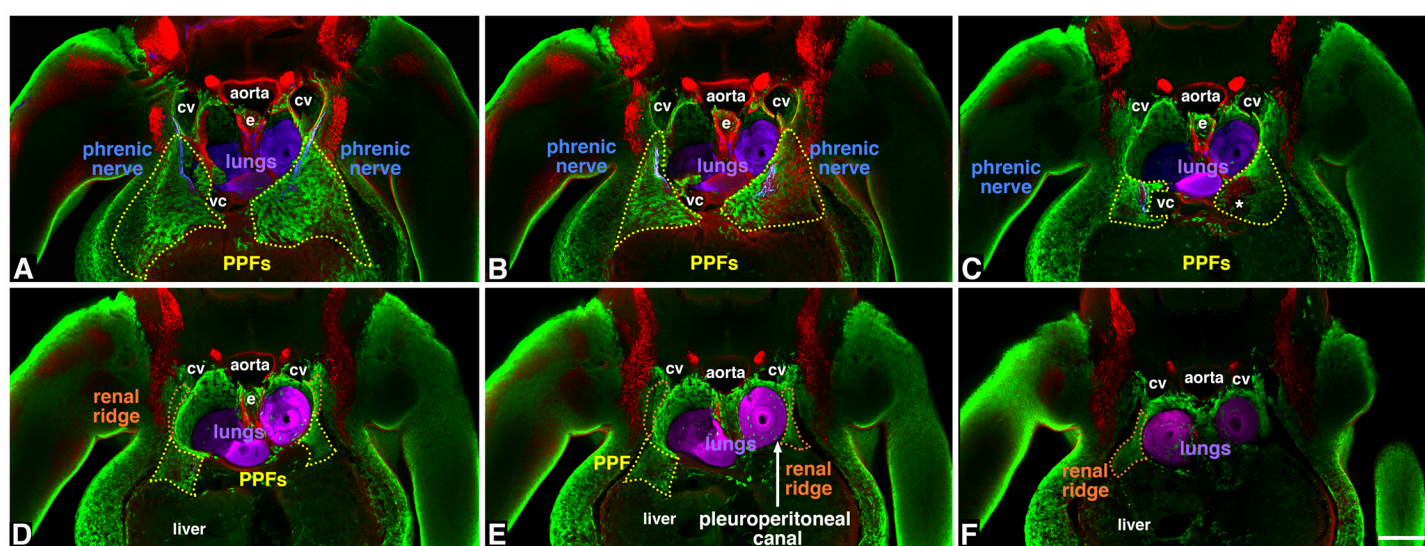 aorta
cv
cv
e
phrenic
nerve
lungs
phrenic
nerve
vc
PPFs
A
aorta
cv
cv
e
phrenic
nerve
lungs
phrenic
nerve
vc
PPFs
B
aorta
cv
cv
e
phrenic
nerve
lungs
vc
*
PPFs
C
aorta
cv
cv
renal
ridge
e
lungs
PPFs
liver
D
cv
aorta
cv
lungs
PPF
renal
ridge
liver
pleuroperitoneal
canal
E
cv
aorta
cv
lungs
renal
ridge
liver
F